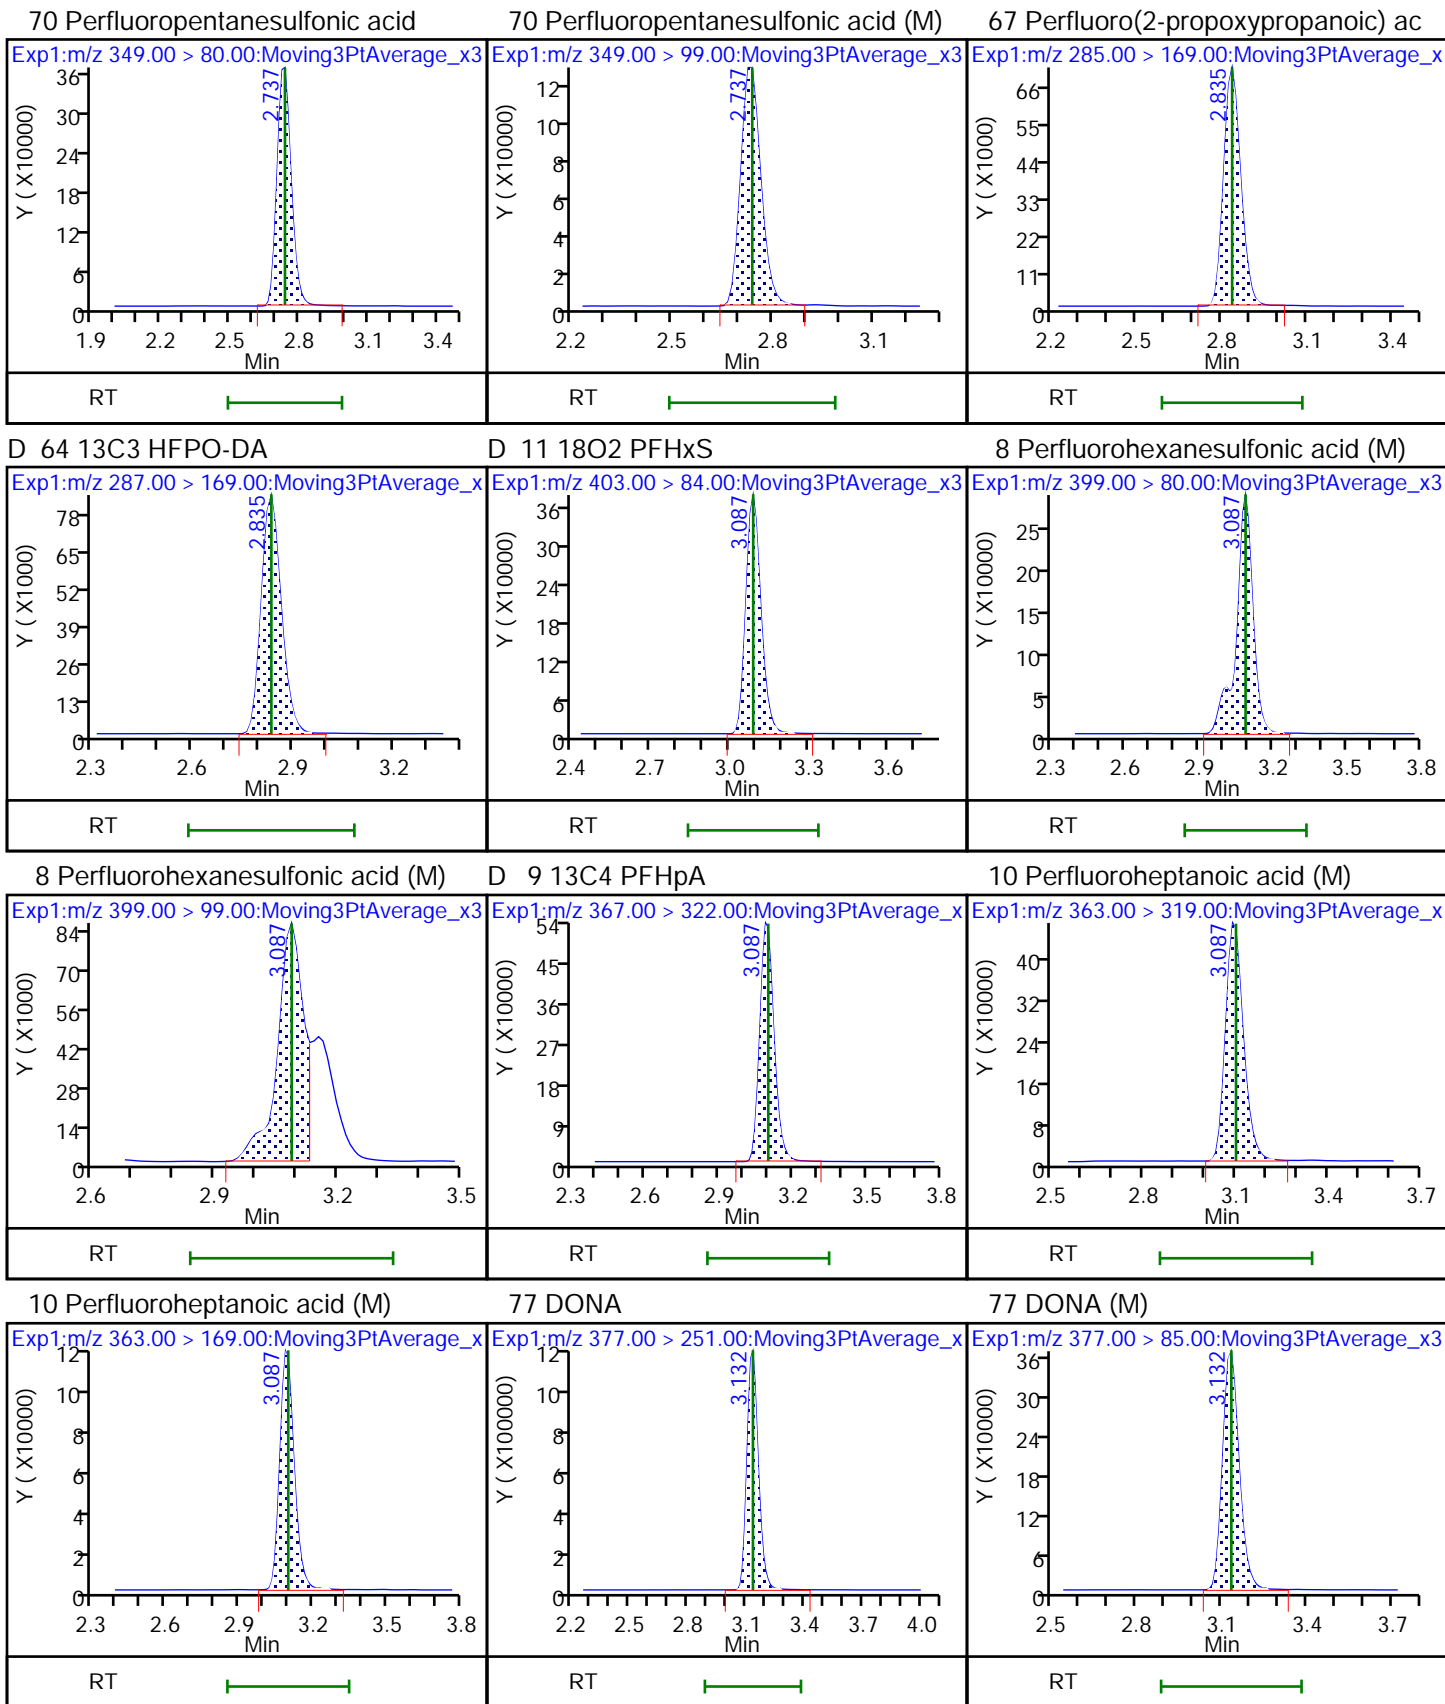 70 Perfluoropentanesulfonic acid
Exp1:m/z 349.00 > 80.00:Moving3PtAverage_x3
Y ( X10000)
36
30
24
18
12
6
0
2.737
1.9 2.2 2.5 2.8 3.1 3.4
Min
RT
70 Perfluoropentanesulfonic acid (M)
Exp1:m/z 349.00 > 99.00:Moving3PtAverage_x3
Y ( X10000)
12
10
8
6
4
2
0
2.737
2.2 2.5 2.8 3.1
Min
RT
67 Perfluoro(2-propoxypropanoic) ac
Exp1:m/z 285.00 > 169.00:Moving3PtAverage_x
Y ( X1000)
66
55
44
33
22
11
0
2.835
2.2 2.5 2.8 3.1 3.4
Min
RT
D 64 13C3 HFPO-DA
Exp1:m/z 287.00 > 169.00:Moving3PtAverage_x
Y ( X10000)
78
65
52
39
26
13
0
2.835
2.3 2.6 2.9 3.2
Min
RT
D 11 18O2 PFHxS
Exp1:m/z 403.00 > 84.00:Moving3PtAverage_x3
Y ( X10000)
36
30
24
18
12
6
0
3.087
2.4 2.7 3.0 3.3 3.6
Min
RT
8 Perfluorohexanesulfonic acid (M)
Exp1:m/z 399.00 > 80.00:Moving3PtAverage_x3
Y ( X10000)
25
20
15
10
5
0
3.087
2.3 2.6 2.9 3.2 3.5 3.8
Min
RT
8 Perfluorohexanesulfonic acid (M)
Exp1:m/z 399.00 > 99.00:Moving3PtAverage_x3
Y ( X1000)
84
70
56
42
28
14
0
3.087
2.6 2.9 3.2 3.5
Min
RT
D 9 13C4 PFHpA
Exp1:m/z 367.00 > 322.00:Moving3PtAverage_x
Y ( X10000)
54
45
36
27
18
9
0
3.087
2.3 2.6 2.9 3.2 3.5 3.8
Min
RT
10 Perfluoroheptanoic acid (M)
Exp1:m/z 363.00 > 319.00:Moving3PtAverage_x
Y ( X10000)
40
32
24
16
8
0
3.087
2.5 3.1 3.4 3.7
Min
RT
10 Perfluoroheptanoic acid (M)
Exp1:m/z 363.00 > 169.00:Moving3PtAverage_x
Y ( X10000)
12
10
8
6
4
2
0
3.087
2.3 2.6 2.9 3.2 3.5 3.8
Min
RT
77 DONA
Exp1:m/z 377.00 > 251.00:Moving3PtAverage_x
Y ( X100000)
12
10
8
6
4
2
0
3.132
2.2 2.5 2.8 3.1 3.4 3.7 4.0
Min
RT
77 DONA (M)
Exp1:m/z 377.00 > 85.00:Moving3PtAverage_x3
Y ( X10000)
36
30
24
18
12
6
0
3.132
2.5 2.8 3.1 3.4 3.7
Min
RT